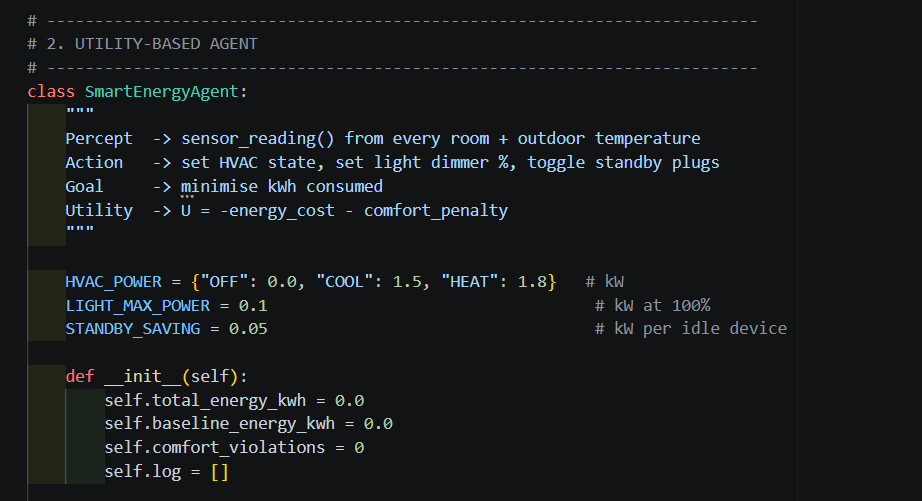 # --------------------------------------------------------------------------
# 2. UTILITY-BASED AGENT
# --------------------------------------------------------------------------
class SmartEnergyAgent:
    """
    Percept  -> sensor_reading() from every room + outdoor temperature
    Action   -> set HVAC state, set light dimmer %, toggle standby plugs
    Goal     -> minimise kWh consumed
    Utility  -> U = -energy_cost - comfort_penalty
    """
    HVAC_POWER = {"OFF": 0.0, "COOL": 1.5, "HEAT": 1.8}   # kW
    LIGHT_MAX_POWER = 0.1                                  # kW at 100%
    STANDBY_SAVING = 0.05                                  # kW per idle device
    def __init__(self):
        self.total_energy_kwh = 0.0
        self.baseline_energy_kwh = 0.0
        self.comfort_violations = 0
        self.log = []